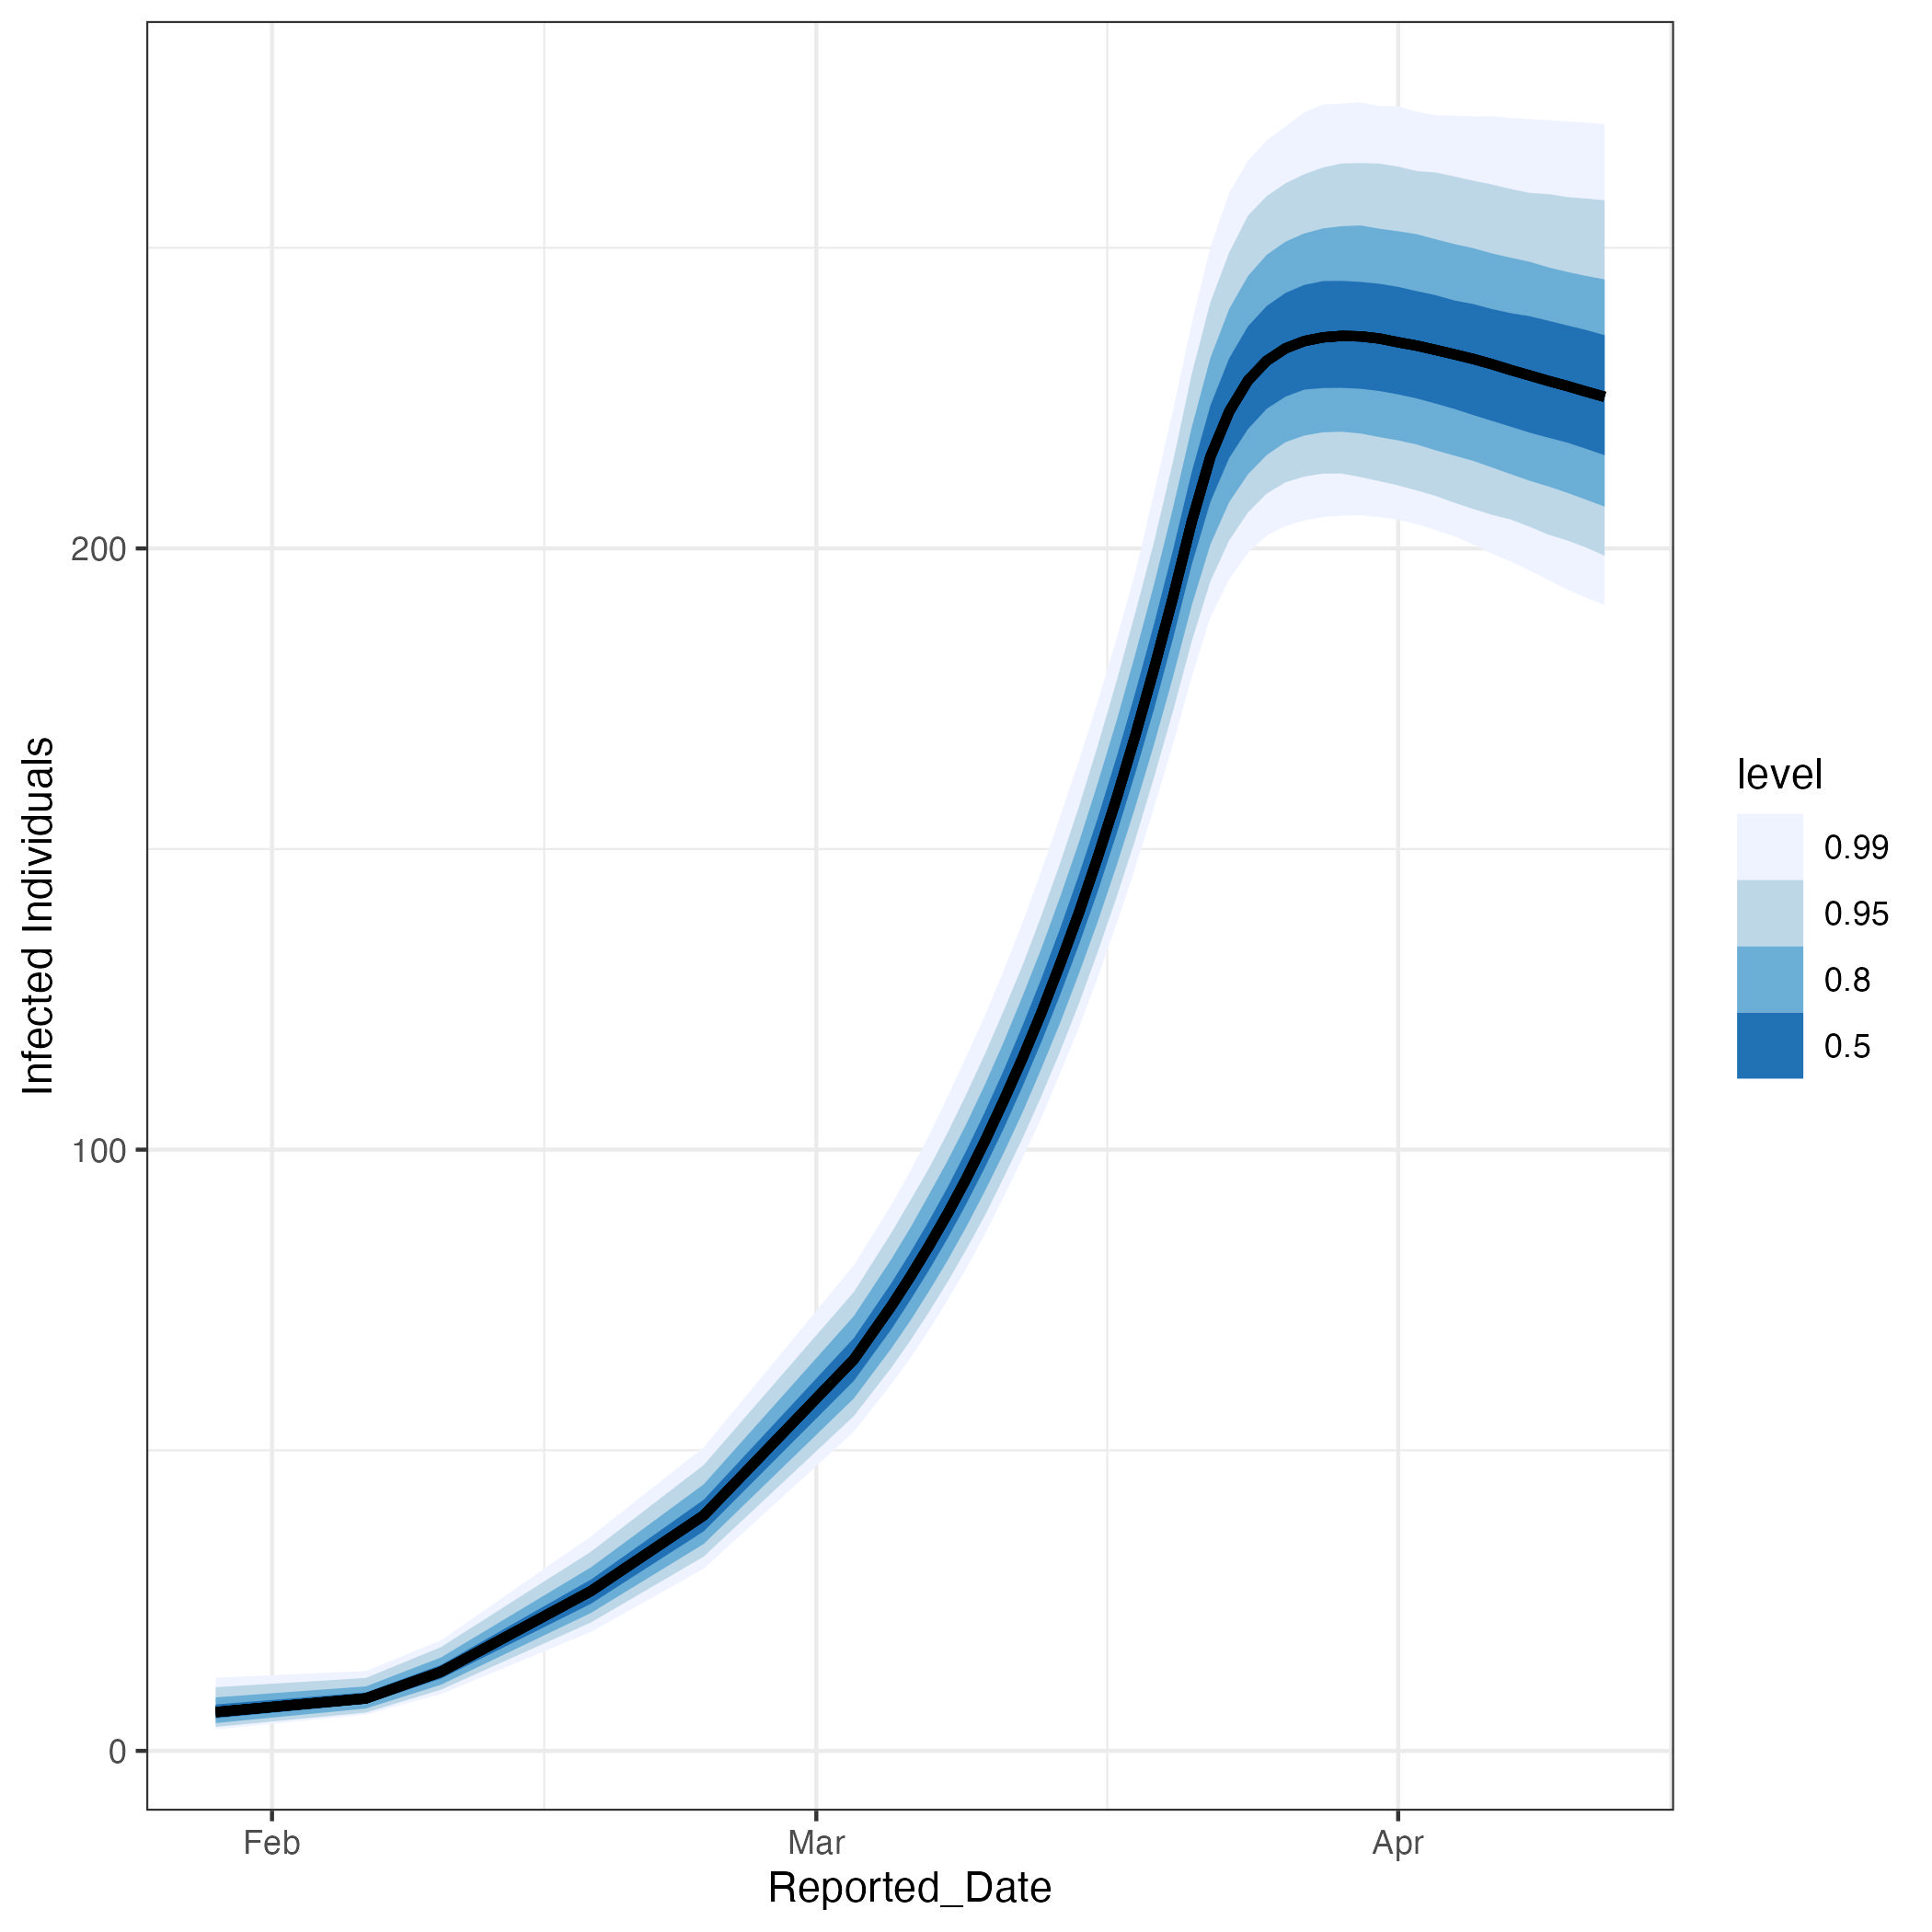 Infected Individuals
200
100
0
Feb
Mar
Apr
Reported_Date
level
0.99
0.95
0.8
0.5